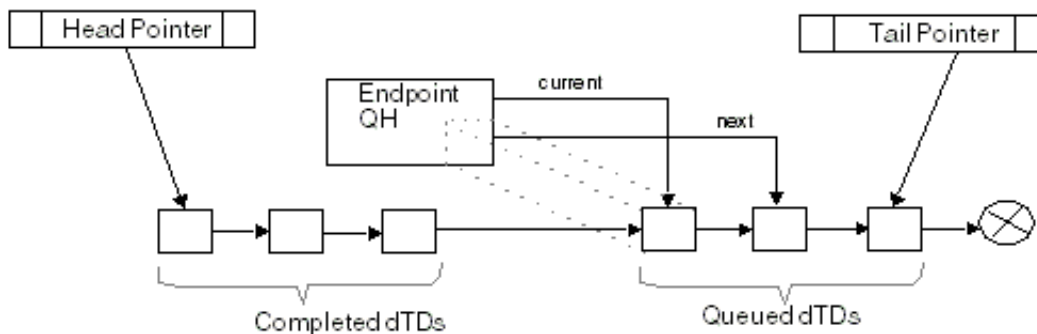 Head Pointer
Tail Pointer
Endpoint
QH
current
next
Completed dTDs
Queued dTDs